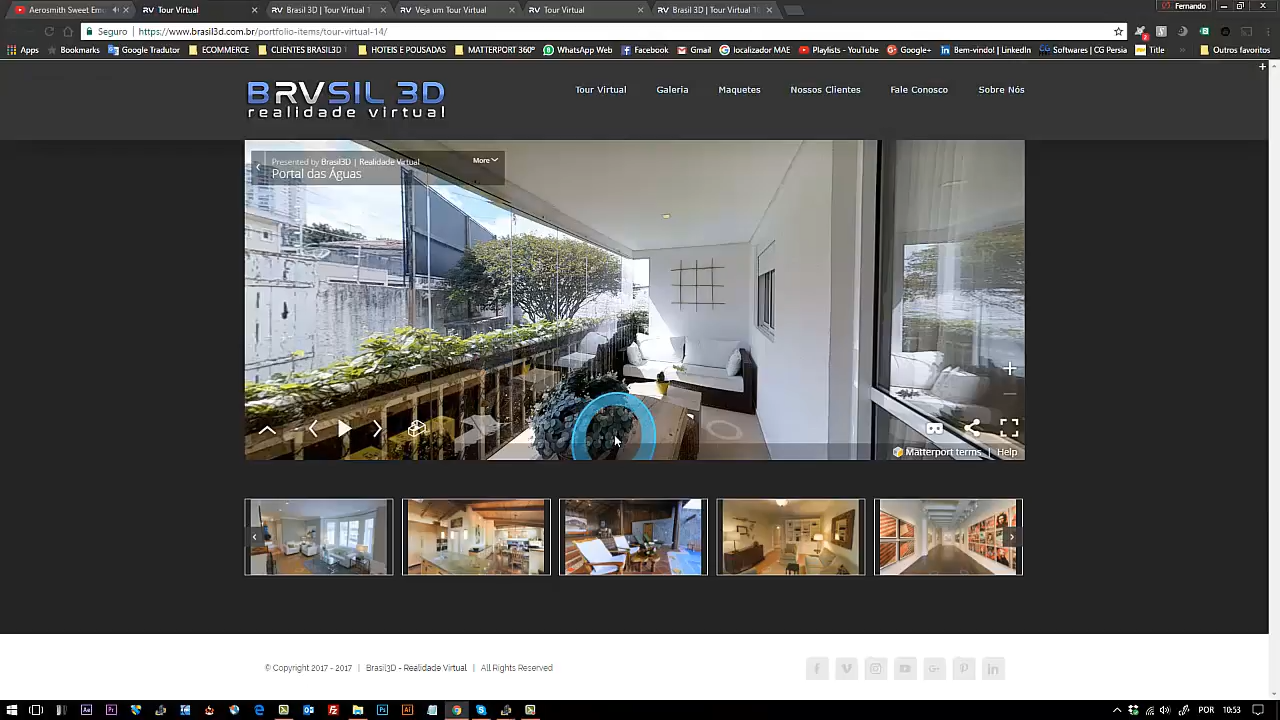 Aerosmith Sweet Em
Tour Virtual
Brasil 3D | Tour Virtual 1
Veja um Tour Virtual
Tour Virtual
Brasil 3D | Tour Virtual 1
Fernando
Seguro
https://www.brasil3d.com.br/portfolio-items/tour-virtual-14/
Apps
Bookmarks
Google Tradutor
ECOMMERCE
CLIENTES BRASIL3D
HOTEIS E POUSADAS
MATTERPORT 360º
WhatsApp Web
Facebook
Gmail
localizador MAE
Playlists - YouTube
Google+
Bem-vindo! | LinkedIn
Softwares | CG Persia
Title
»
Outros favoritos
BRVSIL 3D
realidade virtual
Tour Virtual
Galeria
Maquetes
Nossos Clientes
Fale Conosco
Sobre Nós
Presented by Brasil3D | Realidade Virtual
More
Portal das Águas
Matterport terms | Help
© Copyright 2017 - 2017 | Brasil3D - Realidade Virtual | All Rights Reserved
POR
10:53